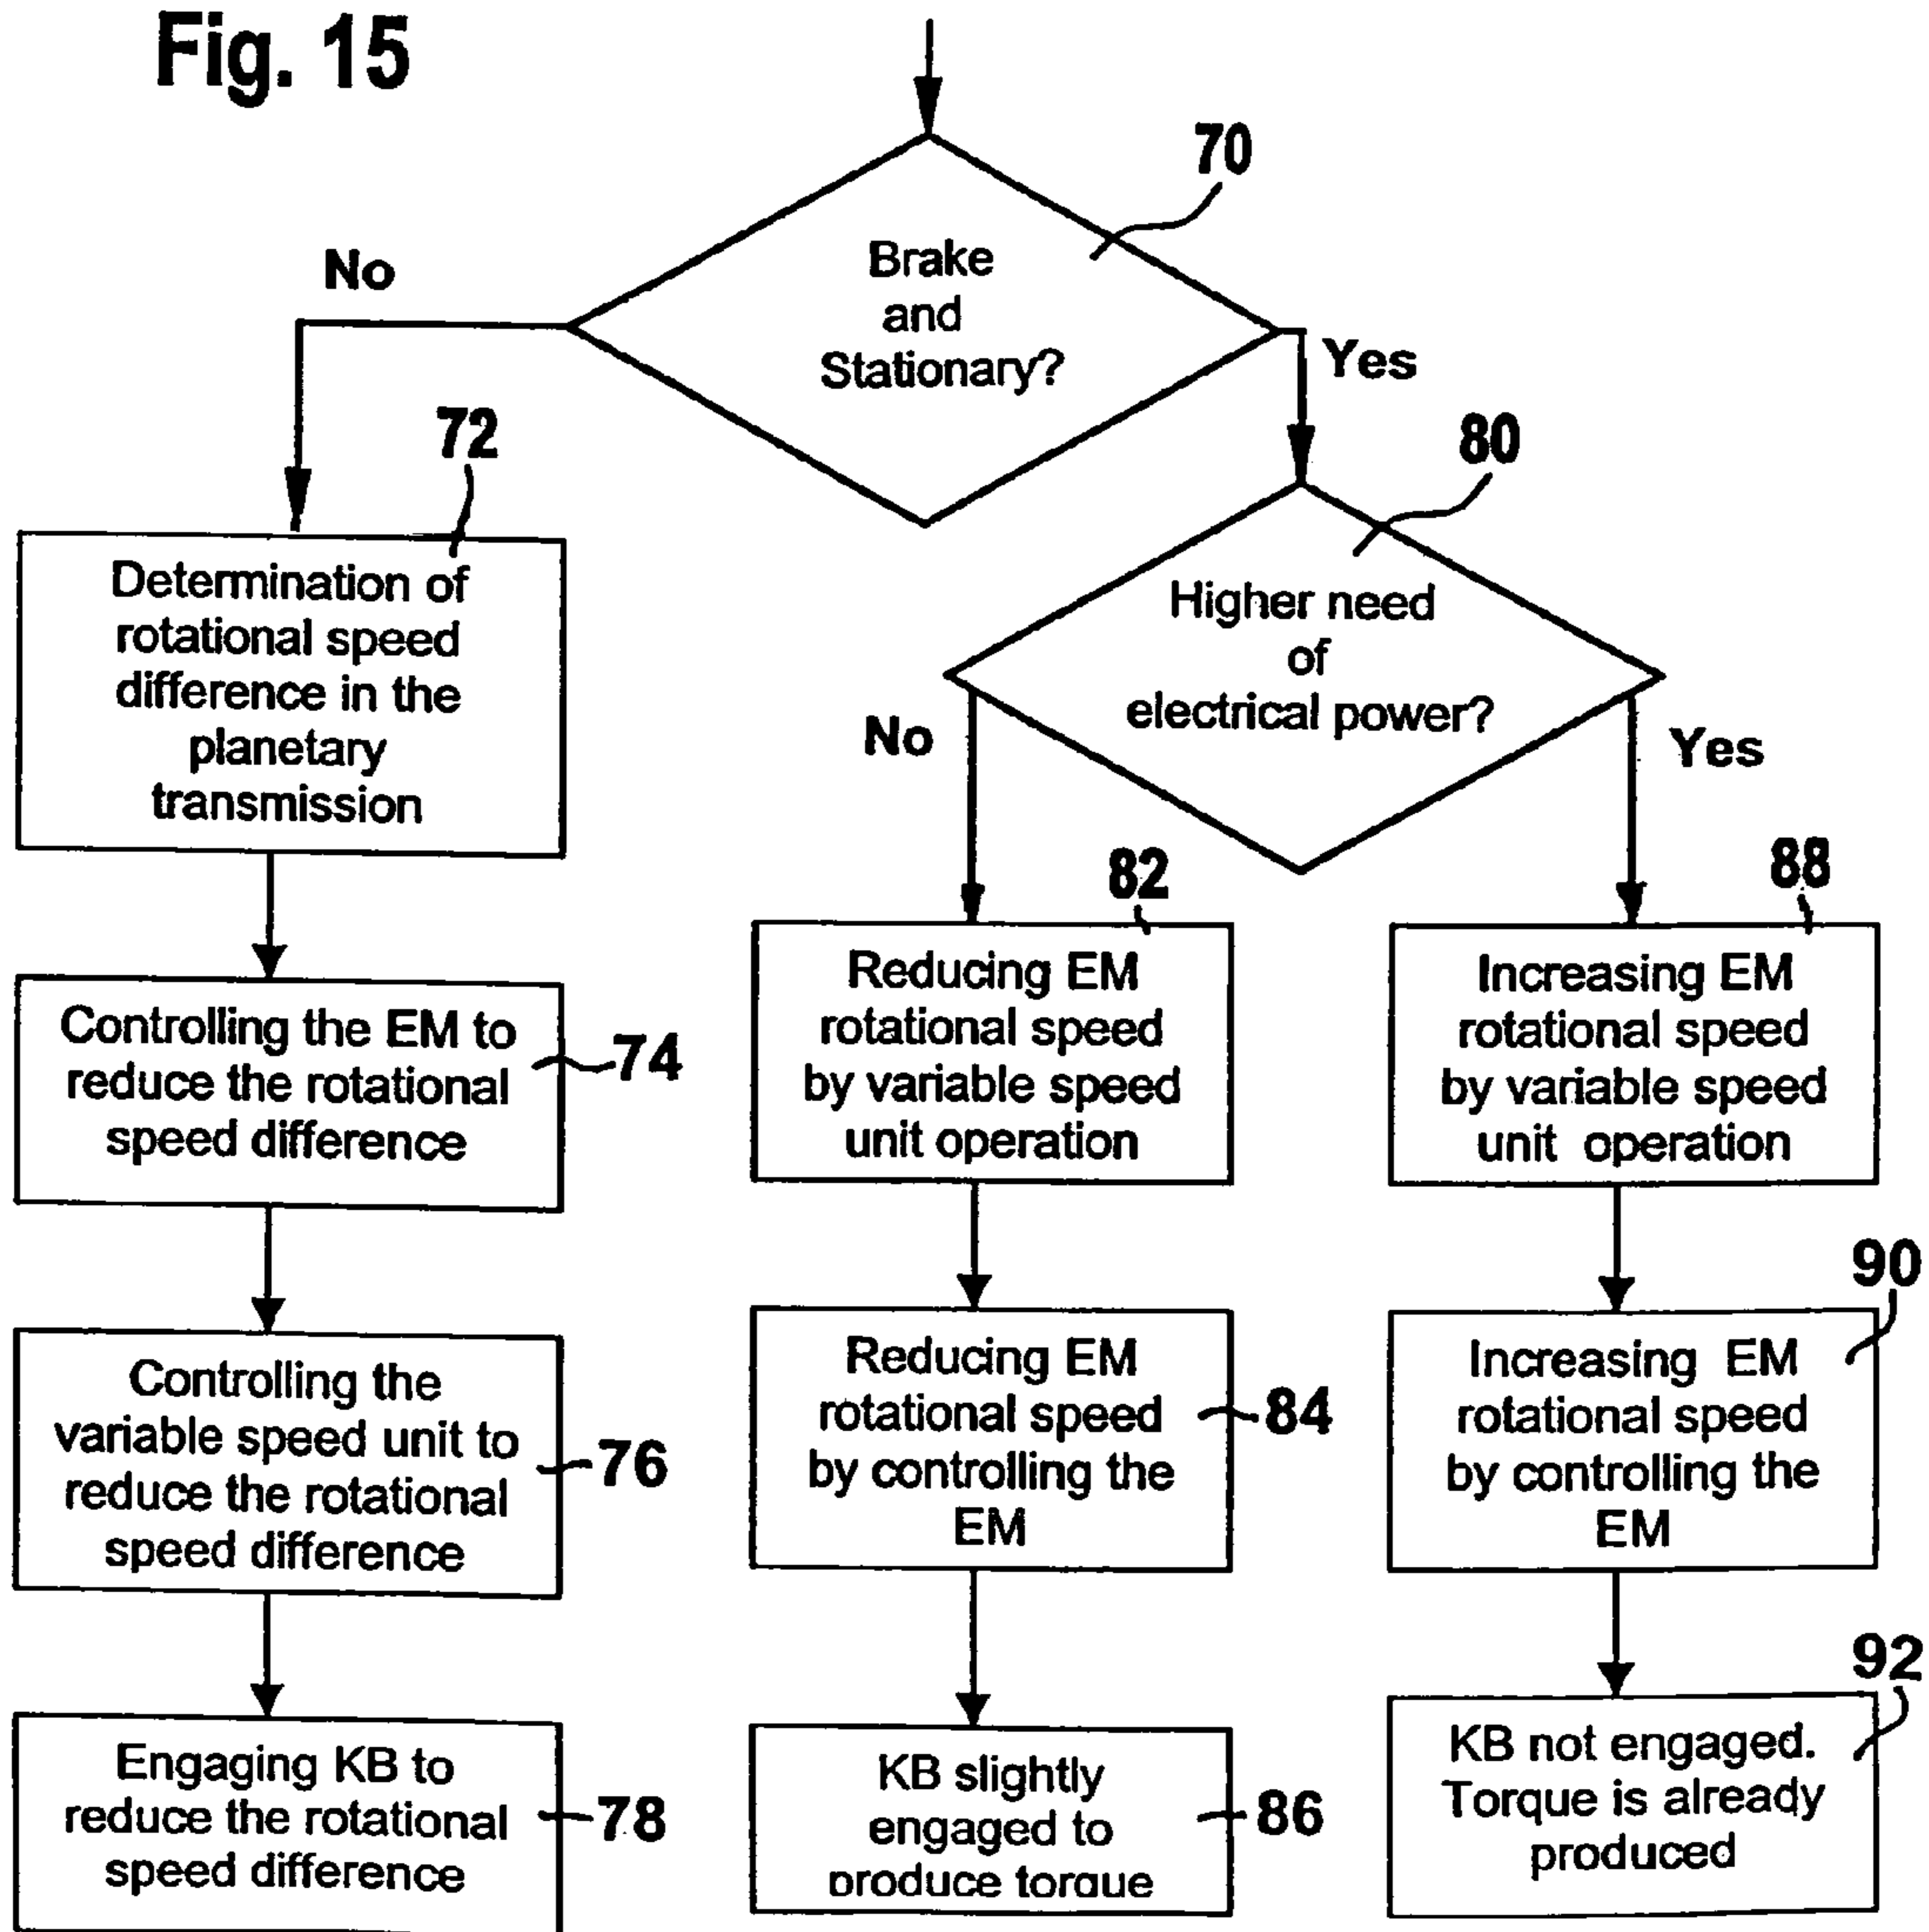 Fig. 15
70
Brake
and
Stationary?
No
Yes
72
80
Determination of
rotational speed
difference in the
planetary
transmission
Higher need
of
electrical power?
No
Yes
82
88
Controlling the EM to
reduce the rotational
speed difference
74
Reducing EM
rotational speed
by variable speed
unit operation
Increasing EM
rotational speed
by variable speed
unit operation
90
Controlling the
variable speed unit to
reduce the rotational
speed difference
76
Reducing EM
rotational speed
by controlling the
EM
84
Increasing EM
rotational speed
by controlling the
EM
92
Engaging KB to
reduce the rotational
speed difference
78
KB slightly
engaged to
produce torque
86
KB not engaged.
Torque is already
produced